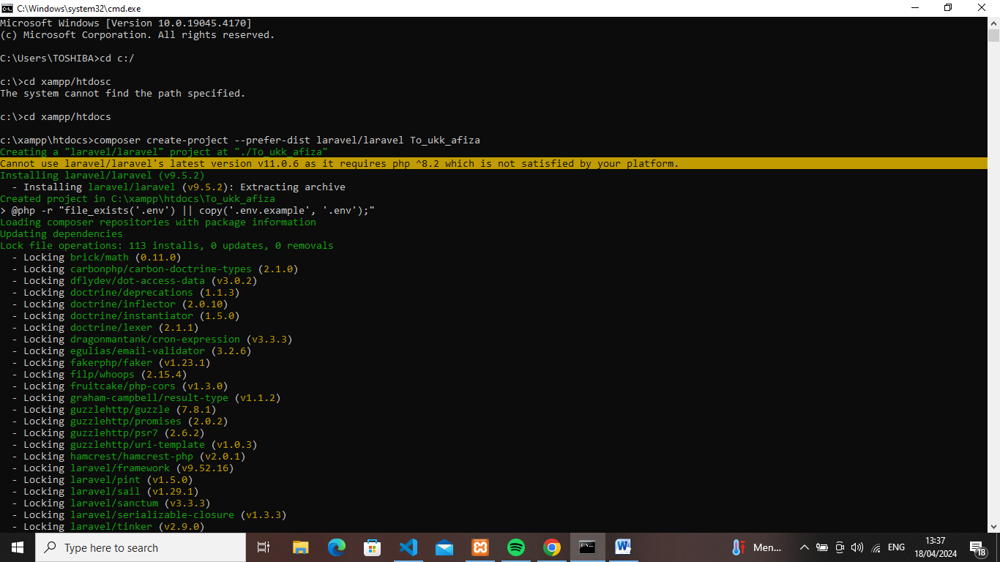 C:\Windows\system32\cmd.exe
Microsoft Windows [Version 10.0.19045.4170]
(c) Microsoft Corporation. All rights reserved.
C:\Users\TOSHIBA>cd c:/
c:\>cd xampp/htdosc
The system cannot find the path specified.
c:\>cd xampp/htdocs
c:\xampp\htdocs>composer create-project --prefer-dist laravel/laravel To_ukk_afiza
Creating a "laravel/laravel" project at "./To_ukk_afiza"
Cannot use laravel/laravel's latest version v11.0.6 as it requires php ^8.2 which is not satisfied by your platform.
Installing laravel/laravel (v9.5.2)
  - Installing laravel/laravel (v9.5.2): Extracting archive
Created project in C:\xampp\htdocs\To_ukk_afiza
> @php -r "file_exists('.env') || copy('.env.example', '.env');"
Loading composer repositories with package information
Updating dependencies
Lock file operations: 113 installs, 0 updates, 0 removals
  - Locking brick/math (0.11.0)
  - Locking carbonphp/carbon-doctrine-types (2.1.0)
  - Locking dflydev/dot-access-data (v3.0.2)
  - Locking doctrine/deprecations (1.1.3)
  - Locking doctrine/inflector (2.0.10)
  - Locking doctrine/instantiator (1.5.0)
  - Locking doctrine/lexer (2.1.1)
  - Locking dragonmantank/cron-expression (v3.3.3)
  - Locking egulias/email-validator (3.2.6)
  - Locking fakerphp/faker (v1.23.1)
  - Locking filp/whoops (2.15.4)
  - Locking fruitcake/php-cors (v1.3.0)
  - Locking graham-campbell/result-type (v1.1.2)
  - Locking guzzlehttp/guzzle (7.8.1)
  - Locking guzzlehttp/promises (2.0.2)
  - Locking guzzlehttp/psr7 (2.6.2)
  - Locking guzzlehttp/uri-template (v1.0.3)
  - Locking hamcrest/hamcrest-php (v2.0.1)
  - Locking laravel/framework (v9.52.16)
  - Locking laravel/pint (v1.5.0)
  - Locking laravel/sail (v1.29.1)
  - Locking laravel/sanctum (v3.3.3)
  - Locking laravel/serializable-closure (v1.3.3)
  - Locking laravel/tinker (v2.9.0)
Type here to search
Men...
ENG
13:37
18/04/2024
18